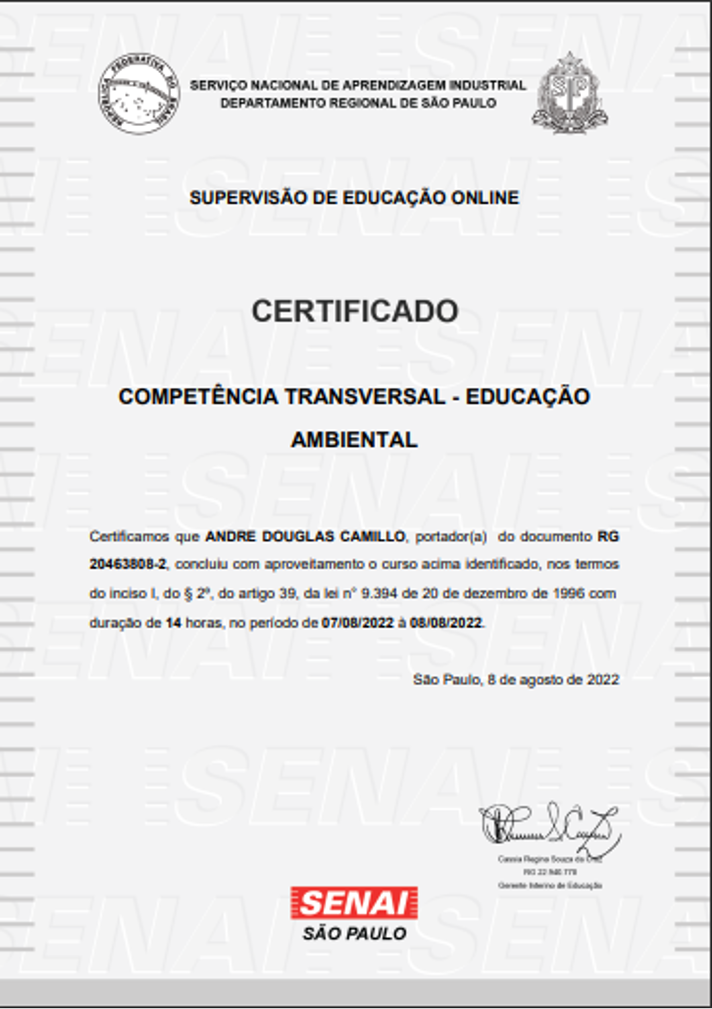 REPÚBLICA FEDERATIVA DO BRASIL
SERVIÇO NACIONAL DE APRENDIZAGEM INDUSTRIAL
DEPARTAMENTO REGIONAL DE SÃO PAULO
SP
SUPERVISÃO DE EDUCAÇÃO ONLINE
CERTIFICADO
COMPETÊNCIA TRANSVERSAL - EDUCAÇÃO
AMBIENTAL
Certificamos que ANDRE DOUGLAS CAMILLO, portador(a) do documento RG
20463808-2, concluiu com aproveitamento o curso acima identificado, nos termos
do inciso I, do § 2º, do artigo 39, da lei n° 9.394 de 20 de dezembro de 1996 com
duração de 14 horas, no período de 07/08/2022 à 08/08/2022.
São Paulo, 8 de agosto de 2022
Cassia Regina Souza da Cruz
RG 22 940 778
Gerente Interno de Educação
SENAI
SÃO PAULO